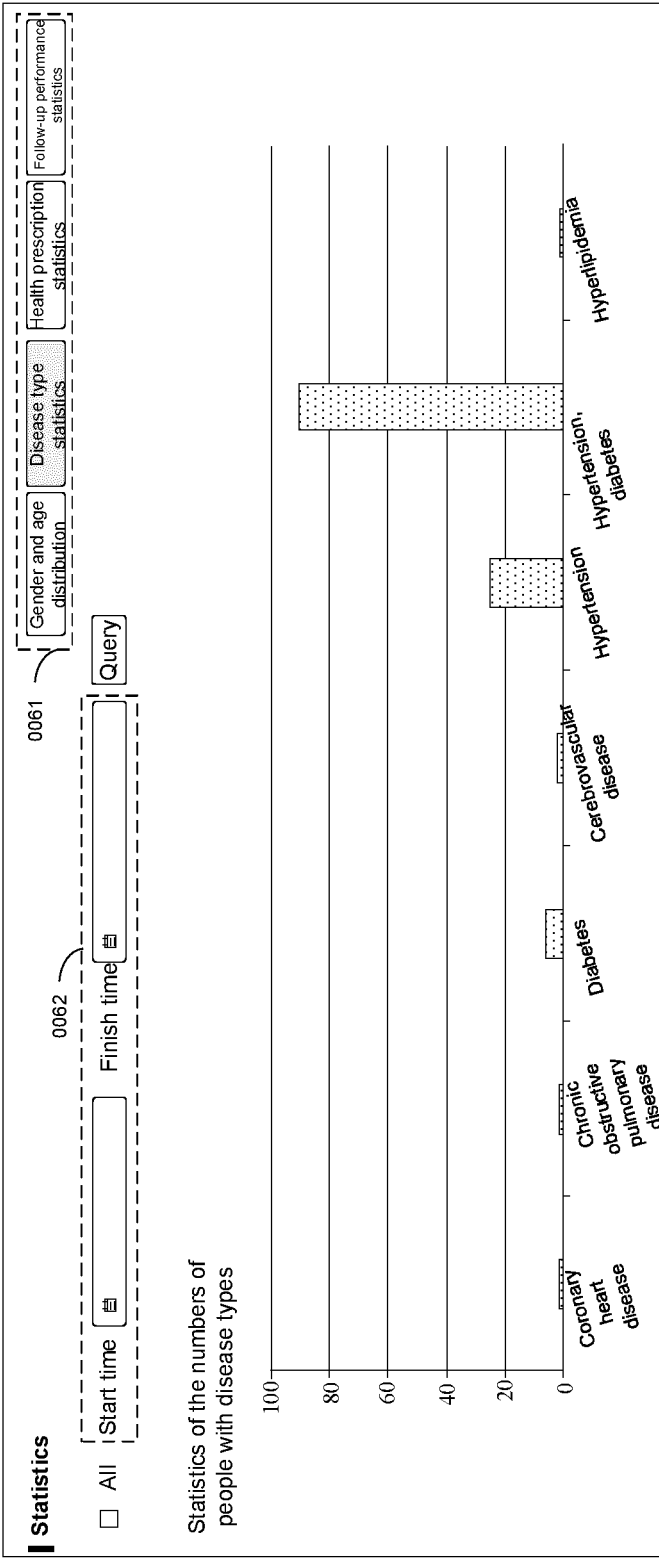 Statistics
Gender and age
distribution
Disease type
statistics
Health prescription
statistics
Follow-up performance
statistics
0061
All
Start time
Finish time
Query
0062
Statistics of the numbers of
people with disease types
100
80
60
40
20
0
Coronary
heart
disease
Chronic
obstructive
pulmonary
disease
Diabetes
Cerebrovascular
disease
Hypertension
Hypertension,
diabetes
Hyperlipidemia